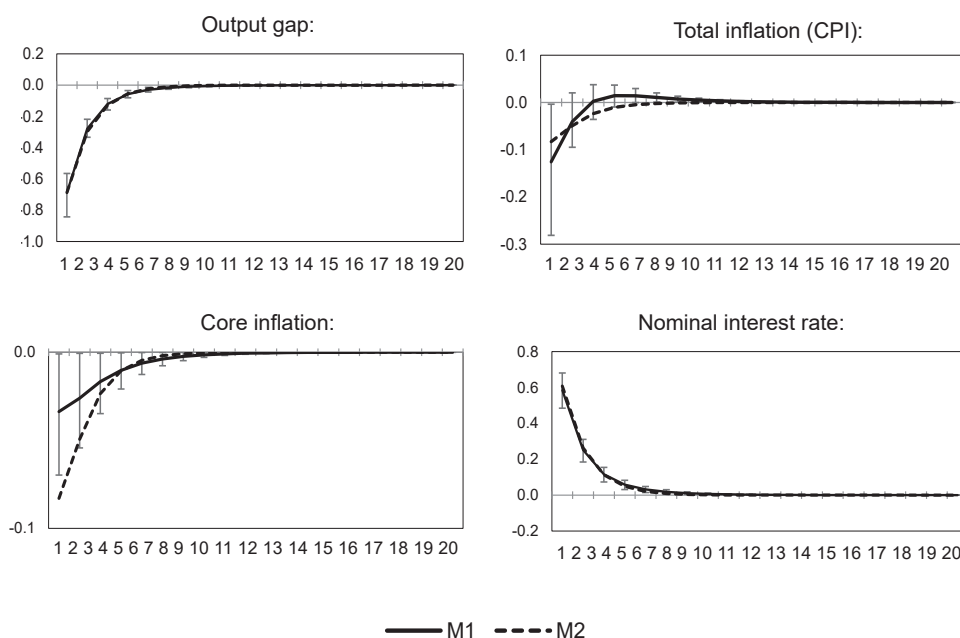 Output gap:
0.2
0.0
-0.2
-0.4
-0.6
-0.8
-1.0
1 2 3 4 5 6 7 8 9 10 11 12 13 14 15 16 17 18 19 20
Total inflation (CPI):
0.1
0.0
-0.1
-0.2
-0.3
1 2 3 4 5 6 7 8 9 10 11 12 13 14 15 16 17 18 19 20
Core inflation:
0.0
-0.1
1 2 3 4 5 6 7 8 9 10 11 12 13 14 15 16 17 18 19 20
Nominal interest rate:
0.8
0.6
0.4
0.2
0.0
-0.2
1 2 3 4 5 6 7 8 9 10 11 12 13 14 15 16 17 18 19 20
M1 M2